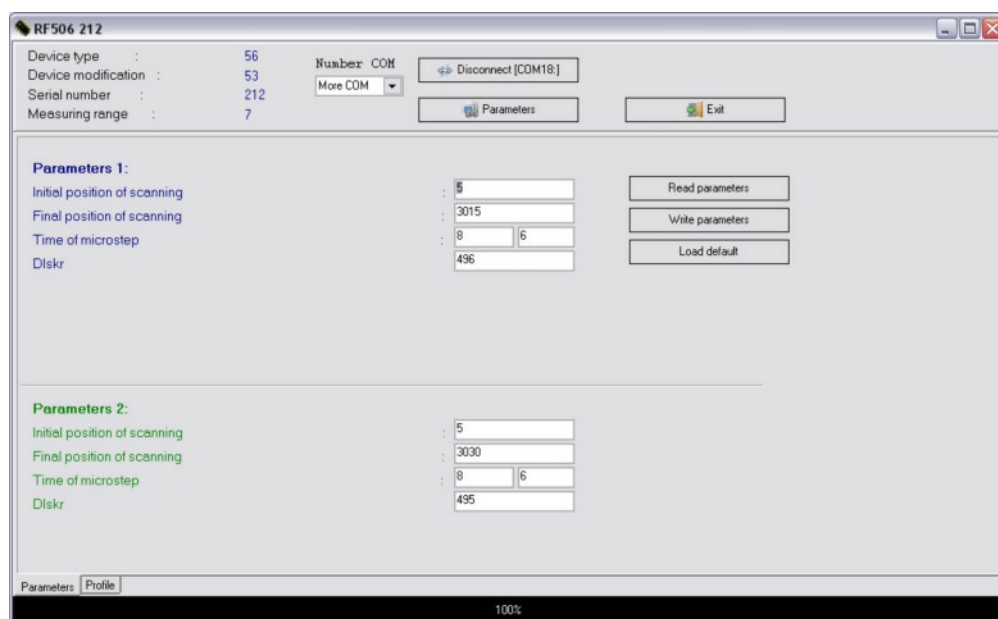 RF506 212
Device type : 56
Device modification : 53
Serial number : 212
Measuring range : 7
Number COM
More COM
Disconnect [COM18:]
Parameters
Exit
Parameters 1:
Initial position of scanning : 5
Final position of scanning : 3015
Time of microstep : 8 6
DIskr 496
Read parameters
Write parameters
Load default
Parameters 2:
Initial position of scanning : 5
Final position of scanning : 3030
Time of microstep : 8 6
DIskr 495
Parameters Profile
100%